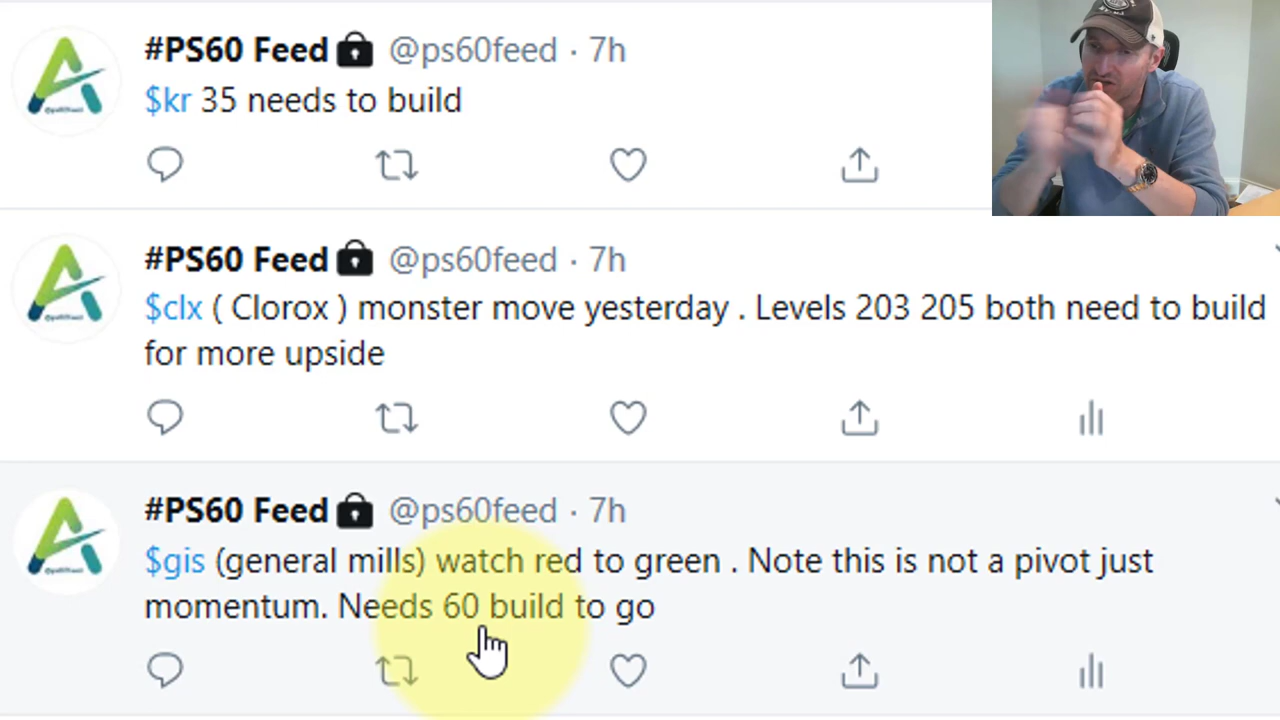 #PS60 Feed @ps60feed · 7h
$kr 35 needs to build
#PS60 Feed @ps60feed · 7h
$clx ( Clorox ) monster move yesterday . Levels 203 205 both need to build
for more upside
#PS60 Feed @ps60feed · 7h
$gis (general mills) watch red to green . Note this is not a pivot just
momentum. Needs 60 build to go